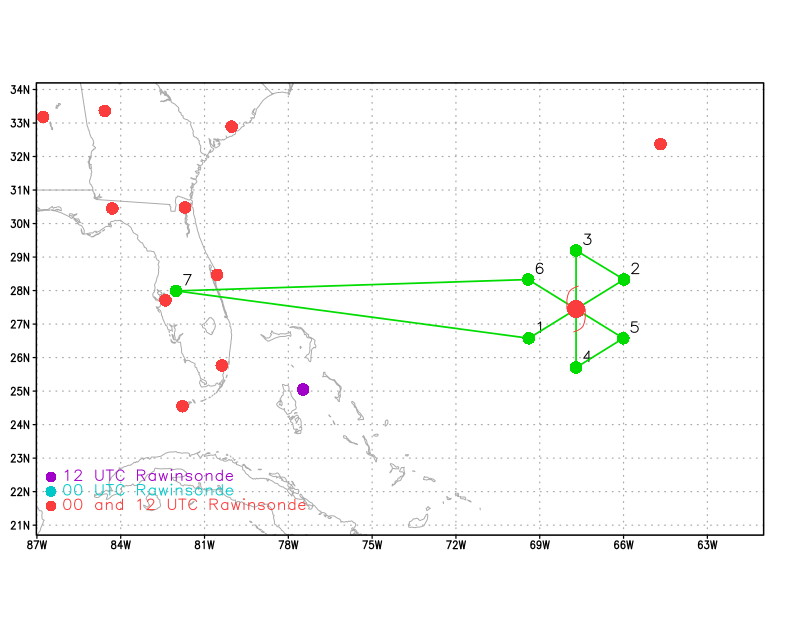 34N
33N
32N
31N
30N
29N
3
6 2
28N 7
27N
1 5
26N
4
25N
24N
23N
12 UTC Rawinsonde
22N 00 UTC Rawinsonde
00 and 12 UTC Rawinsonde
21N
87W 84W 81W 78W 75W 72W 69W 66W 63W